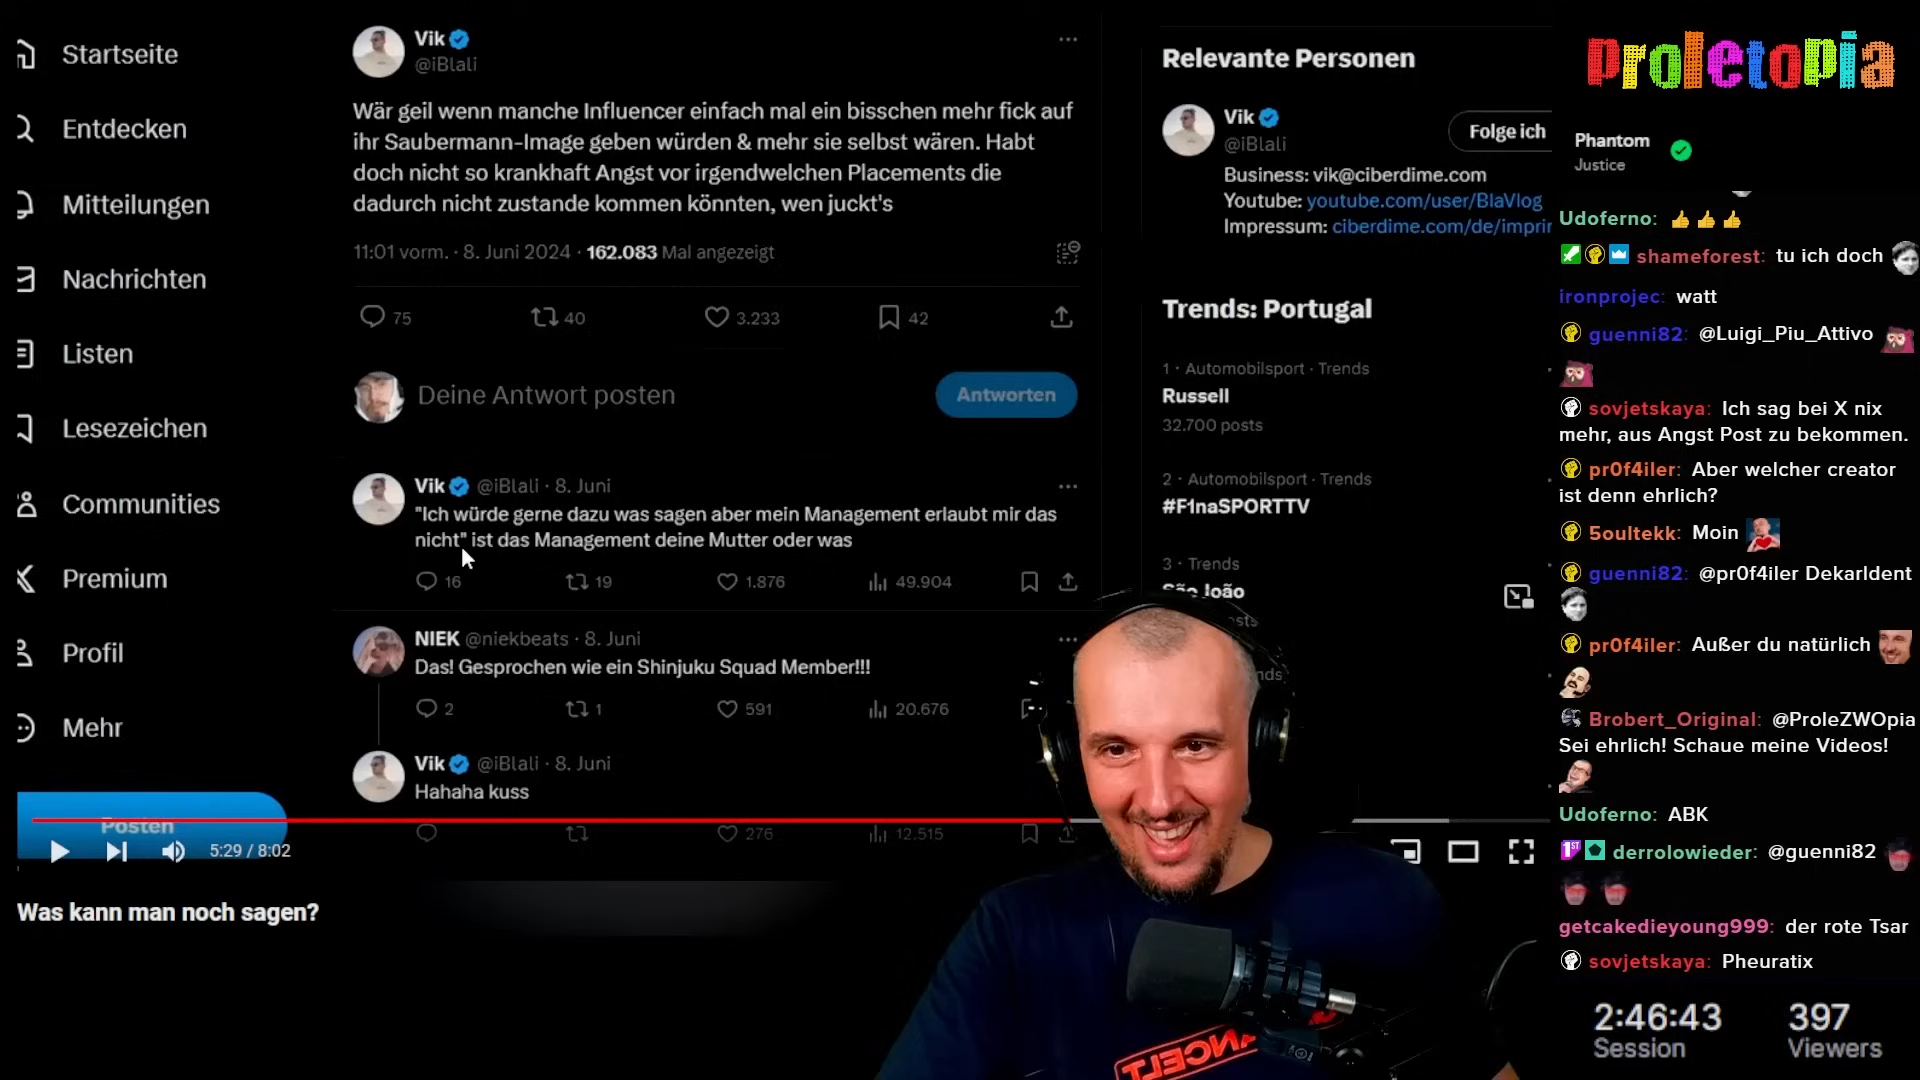 Startseite
Entdecken
Mitteilungen
Nachrichten
Listen
Lesezeichen
Communities
Premium
Profil
Mehr
Posten
Vik
@iBlali
Wär geil wenn manche Influencer einfach mal ein bisschen mehr fick auf
ihr Saubermann-Image geben würden & mehr sie selbst wären. Habt
doch nicht so krankhaft Angst vor irgendwelchen Placements die
dadurch nicht zustande kommen könnten, wen juckt's
11:01 vorm. · 8. Juni 2024 · 162.083 Mal angezeigt
75 40 3.233 42
Deine Antwort posten
Antworten
Vik @iBlali · 8. Juni
"Ich würde gerne dazu was sagen aber mein Management erlaubt mir das
nicht" ist das Management deine Mutter oder was
16 19 1.876 49.904
NIEK @niekbeats · 8. Juni
Das! Gesprochen wie ein Shinjuku Squad Member!!!
2 1 591 20.676
Vik @iBlali · 8. Juni
Hahaha kuss
276 12.515
5:29 / 8:02
Was kann man noch sagen?
Relevante Personen
Vik
@iBlali
Folge ich
Business: vik@ciberdime.com
Youtube: youtube.com/user/BlaVlog
Impressum: ciberdime.com/de/imprin
Trends: Portugal
1 · Automobilsport · Trends
Russell
32.700 posts
2 · Automobilsport · Trends
#F1naSPORTTV
3 · Trends
São João
sts
nds
Proletopia
Phantom
Justice
Udoferno:
shameforest: tu ich doch
ironprojec: watt
guenni82: @Luigi_Piu_Attivo
sovjetskaya: Ich sag bei X nix
mehr, aus Angst Post zu bekommen.
pr0f4iler: Aber welcher creator
ist denn ehrlich?
5oultekk: Moin
guenni82: @pr0f4iler Dekarldent
pr0f4iler: Außer du natürlich
Brobert_Original: @ProleZWOpia
Sei ehrlich! Schaue meine Videos!
Udoferno: ABK
1ST derrolowieder: @guenni82
getcakedieyoung999: der rote Tsar
sovjetskaya: Pheuratix
2:46:43
Session
397
Viewers